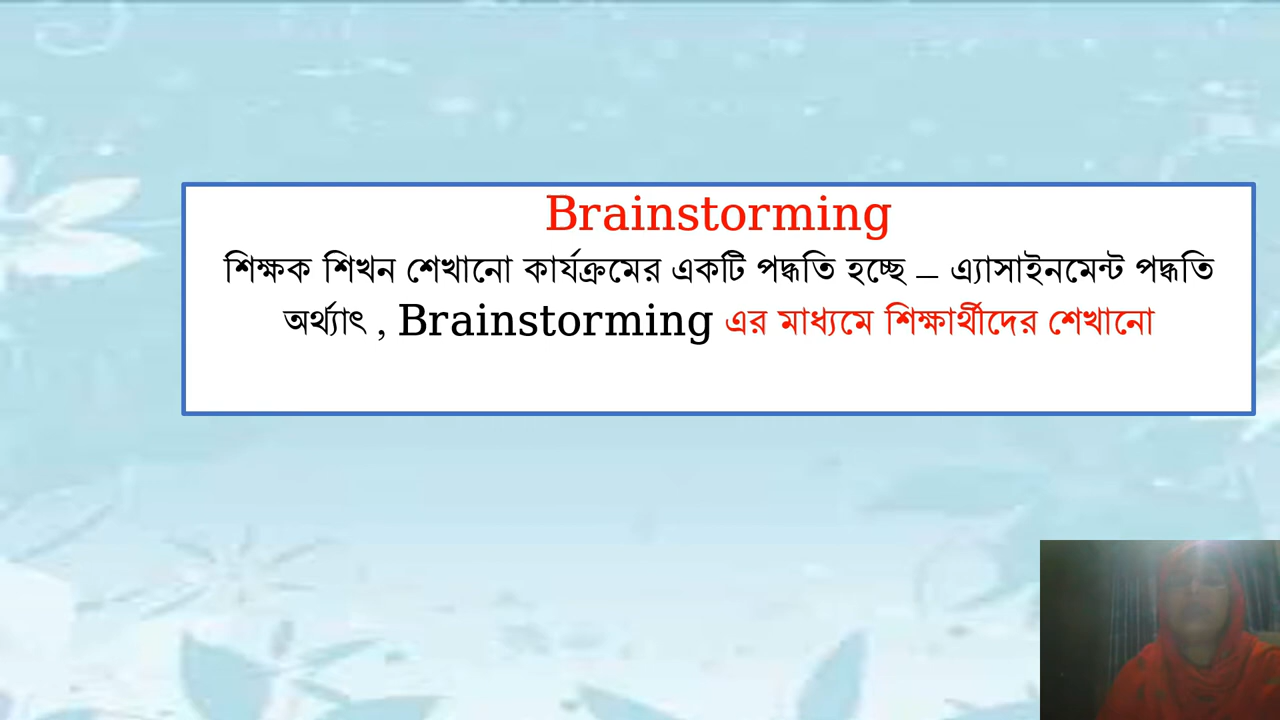 Brainstorming
শিক্ষক শিখন শেখানো কার্যক্রমের একটি পদ্ধতি হচ্ছে – এ্যাসাইনমেন্ট পদ্ধতি
অর্থ্যাৎ , Brainstorming এর মাধ্যমে শিক্ষার্থীদের শেখানো